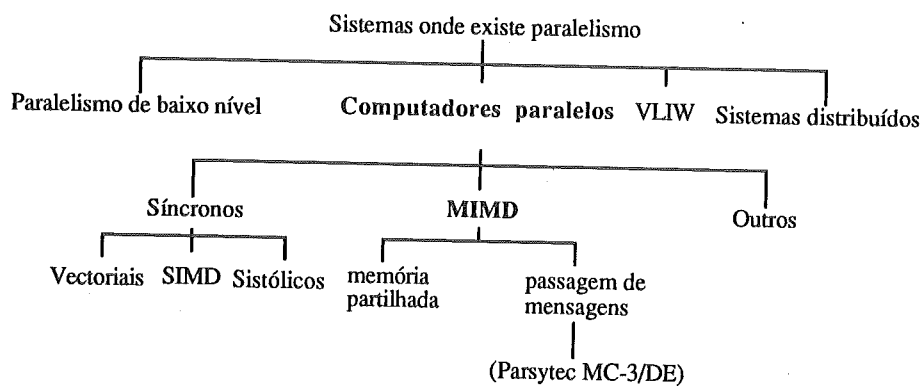 Sistemas onde existe paralelismo
Paralelismo de baixo nível
Computadores paralelos
VLIW
Sistemas distribuídos
Síncronos
MIMD
Outros
Vectoriais
SIMD
Sistólicos
memória
partilhada
passagem de
mensagens
(Parsytec MC-3/DE)